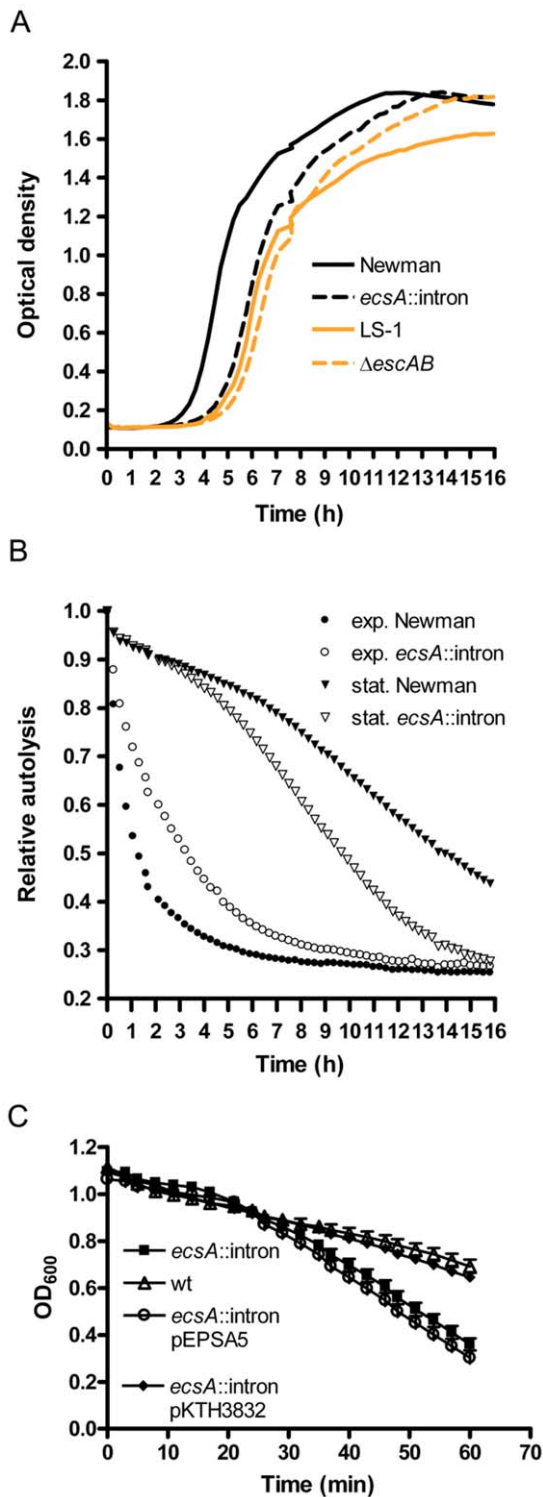 A
Optical density
2.0
1.8
1.6
1.4
1.2
1.0
0.8
0.6
0.4
0.2
0.0
Newman
ecsA::intron
LS-1
ΔescAB
0 1 2 3 4 5 6 7 8 9 10 11 12 13 14 15 16
Time (h)
B
Relative autolysis
1.0
0.9
0.8
0.7
0.6
0.5
0.4
0.3
0.2
exp. Newman
exp. ecsA::intron
stat. Newman
stat. ecsA::intron
0 1 2 3 4 5 6 7 8 9 10 11 12 13 14 15 16
Time (h)
C
OD600
1.2
1.0
0.8
0.6
0.4
0.2
0.0
ecsA::intron
wt
ecsA::intron
pEPSA5
ecsA::intron
pKTH3832
0 10 20 30 40 50 60 70
Time (min)